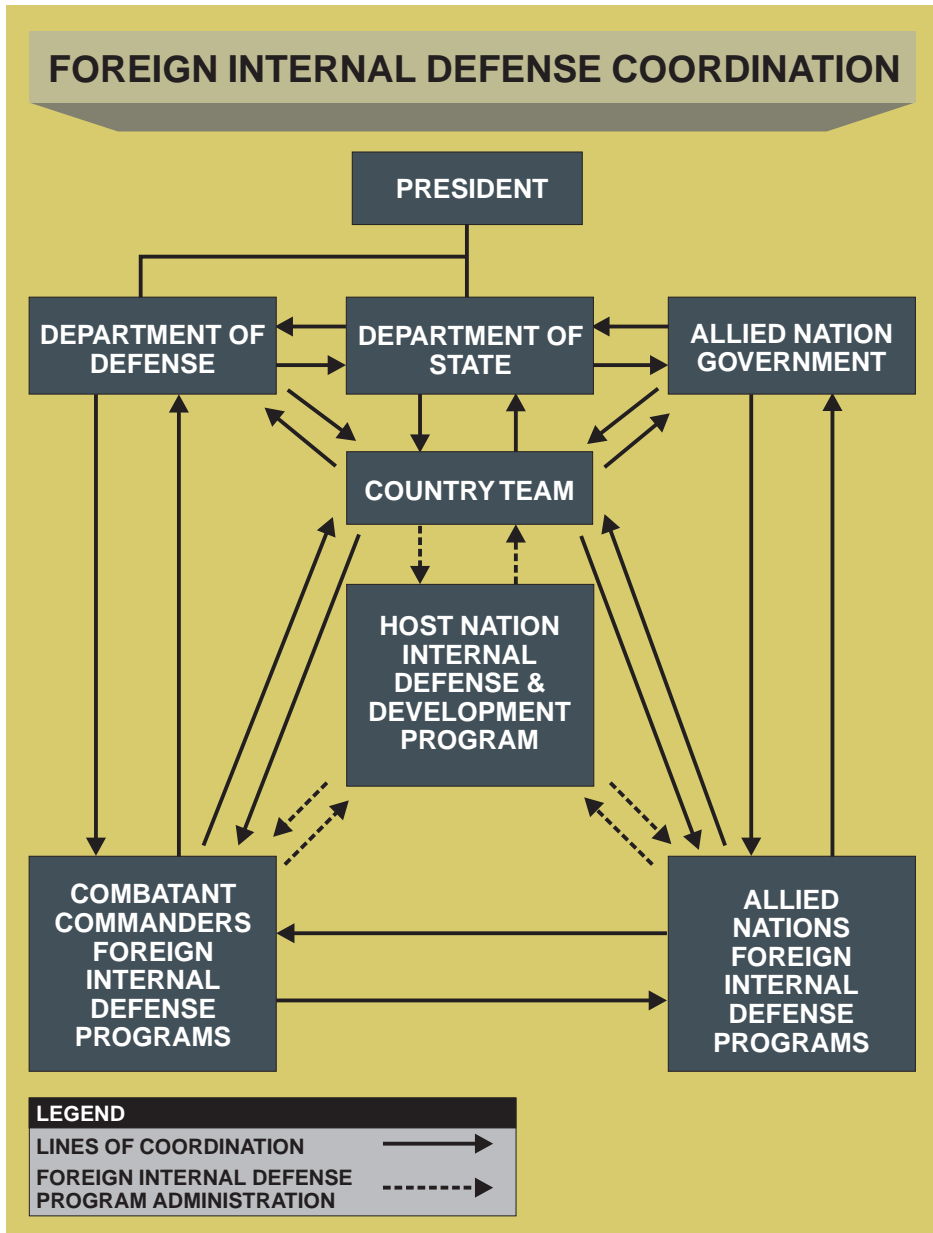 FOREIGN INTERNAL DEFENSE COORDINATION
PRESIDENT
DEPARTMENT OF
DEFENSE
DEPARTMENT OF
STATE
ALLIED NATION
GOVERNMENT
COUNTRY TEAM
HOST NATION
INTERNAL
DEFENSE &
DEVELOPMENT
PROGRAM
COMBATANT
COMMANDERS
FOREIGN
INTERNAL
DEFENSE
PROGRAMS
ALLIED
NATIONS
FOREIGN
INTERNAL
DEFENSE
PROGRAMS
LEGEND
LINES OF COORDINATION
FOREIGN INTERNAL DEFENSE
PROGRAM ADMINISTRATION